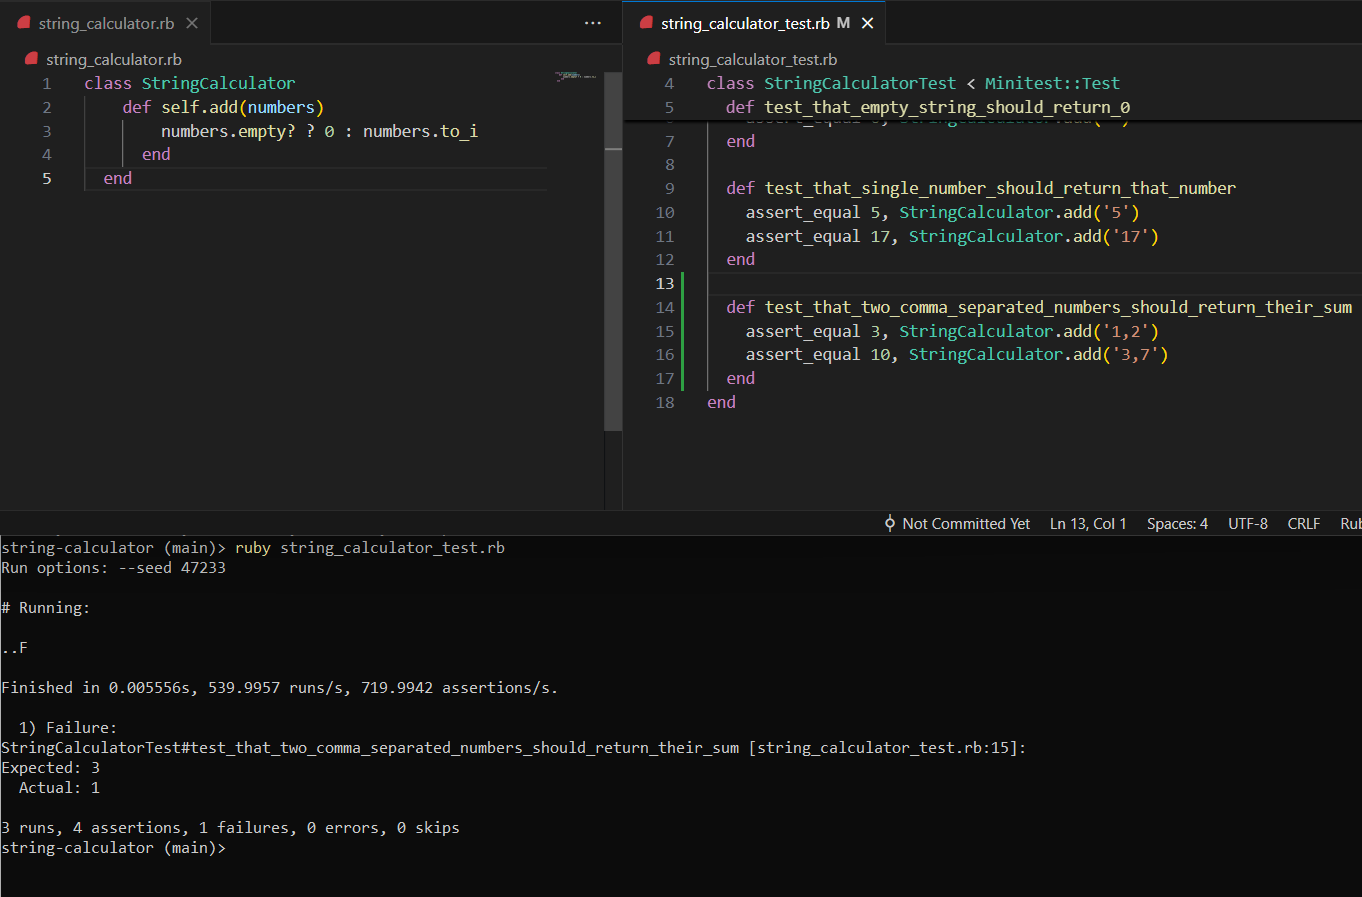 string_calculator.rb
string_calculator.rb
1 class StringCalculator
2 def self.add(numbers)
3 numbers.empty? ? 0 : numbers.to_i
4 end
5 end
string_calculator_test.rb M
string_calculator_test.rb
4 class StringCalculatorTest < Minitest::Test
5 def test_that_empty_string_should_return_0
7 end
8
9 def test_that_single_number_should_return_that_number
10 assert_equal 5, StringCalculator.add('5')
11 assert_equal 17, StringCalculator.add('17')
12 end
13
14 def test_that_two_comma_separated_numbers_should_return_their_sum
15 assert_equal 3, StringCalculator.add('1,2')
16 assert_equal 10, StringCalculator.add('3,7')
17 end
18 end
Not Committed Yet Ln 13, Col 1 Spaces: 4 UTF-8 CRLF Rub
string-calculator (main)> ruby string_calculator_test.rb
Run options: --seed 47233
# Running:
..F
Finished in 0.005556s, 539.9957 runs/s, 719.9942 assertions/s.
1) Failure:
StringCalculatorTest#test_that_two_comma_separated_numbers_should_return_their_sum [string_calculator_test.rb:15]:
Expected: 3
Actual: 1
3 runs, 4 assertions, 1 failures, 0 errors, 0 skips
string-calculator (main)>